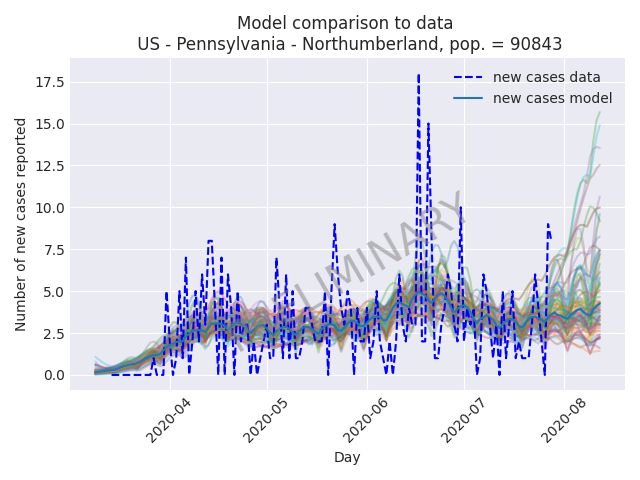 Model comparison to data
US - Pennsylvania - Northumberland, pop. = 90843
new cases data
new cases model
Number of new cases reported
17.5
15.0
12.5
10.0
7.5
5.0
2.5
0.0
2020-04
2020-05
2020-06
2020-07
2020-08
Day